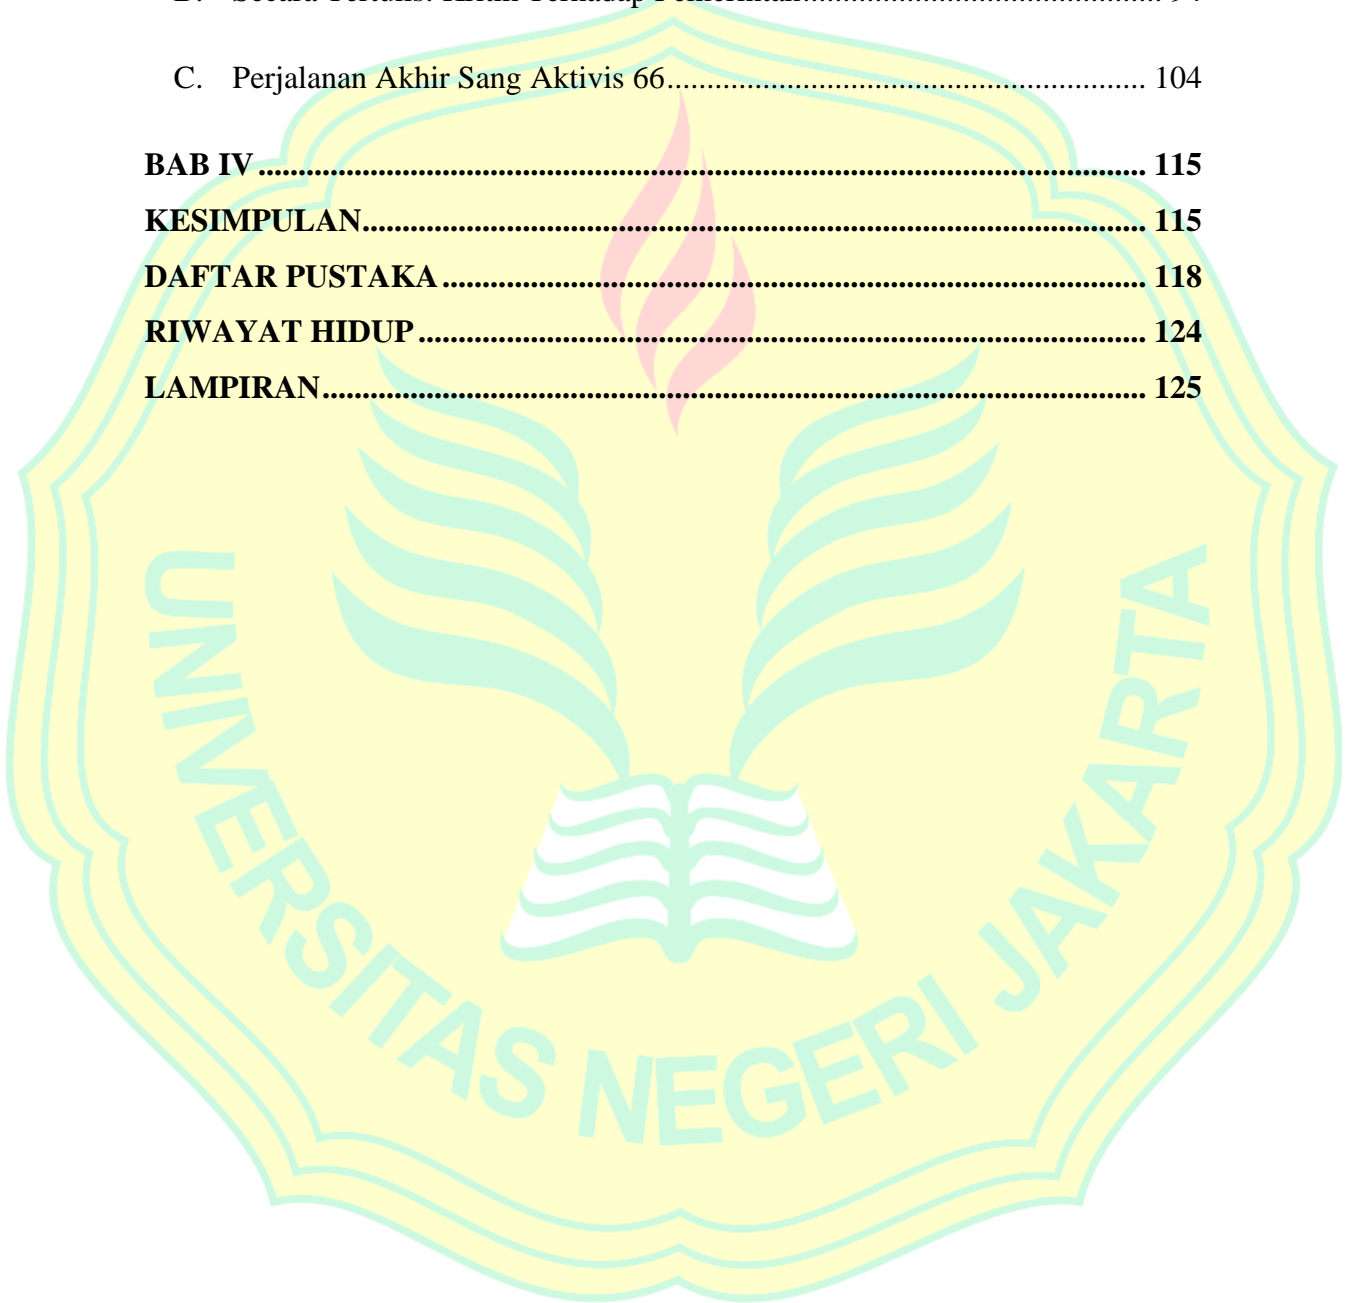 C. Perjalanan Akhir Sang Aktivis 66............................................................ 104
BAB IV ............................................................................................................... 115
KESIMPULAN.................................................................................................. 115
DAFTAR PUSTAKA ........................................................................................ 118
RIWAYAT HIDUP ........................................................................................... 124
LAMPIRAN....................................................................................................... 125
UNIVERSITAS NEGERI JAKARTA